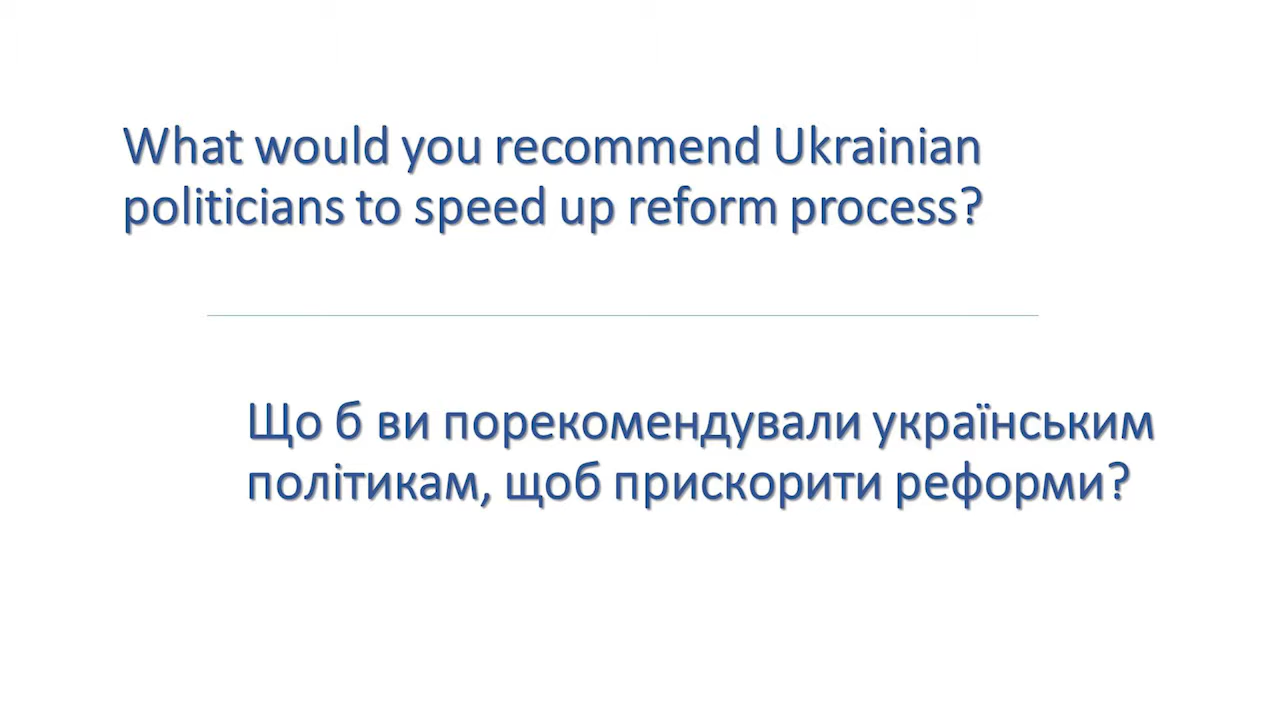 What would you recommend Ukrainian
politicians to speed up reform process?
Що б ви порекомендували українським
політикам, щоб прискорити реформи?